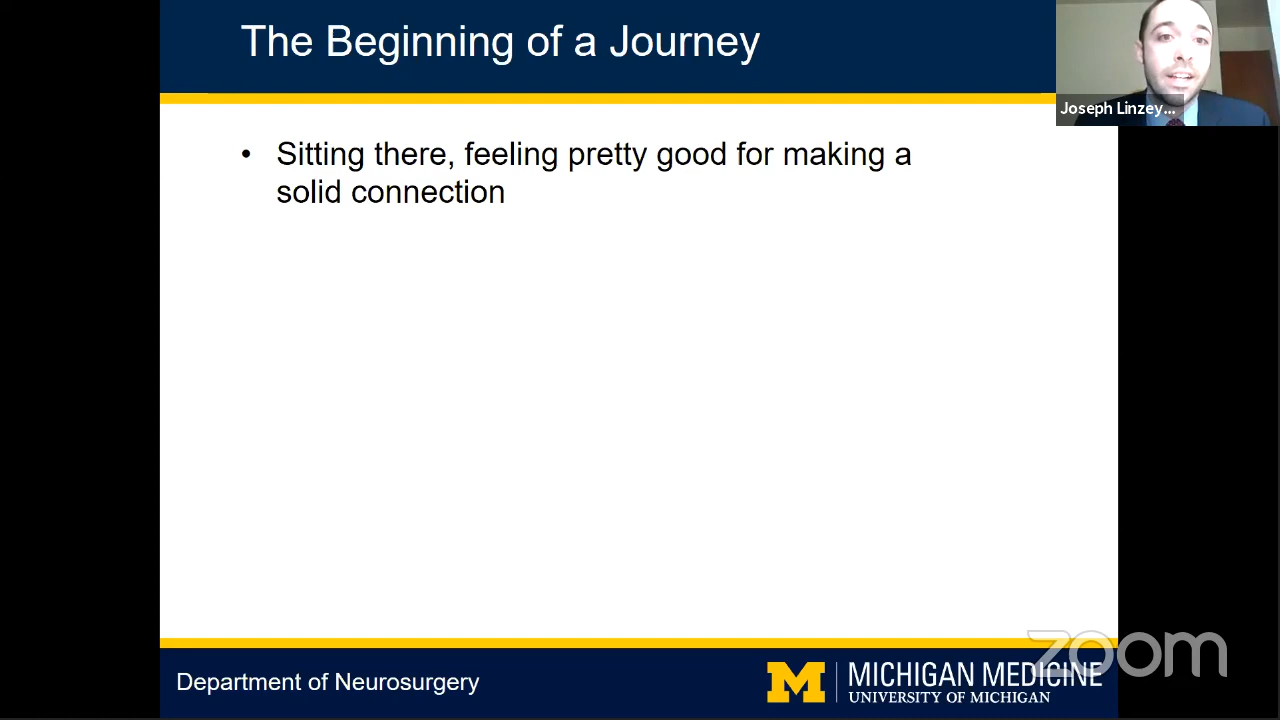 The Beginning of a Journey
Joseph Linzey...
• Sitting there, feeling pretty good for making a
solid connection
zoom
Department of Neurosurgery
M
MICHIGAN MEDICINE
UNIVERSITY OF MICHIGAN